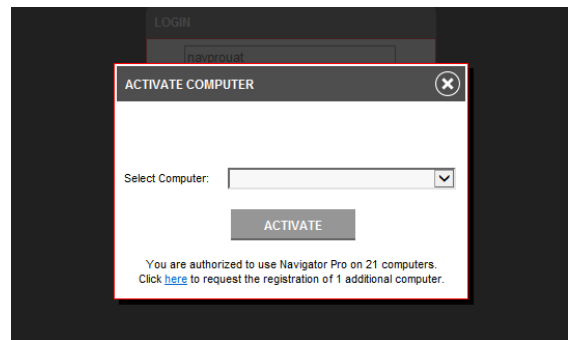 LOGIN
navprouat
ACTIVATE COMPUTER
Select Computer:
ACTIVATE
You are authorized to use Navigator Pro on 21 computers.
Click here to request the registration of 1 additional computer.